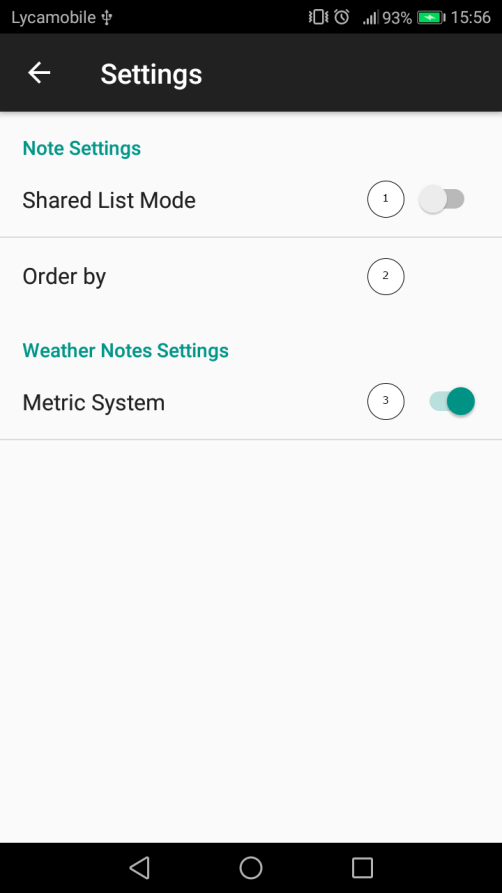 Lycamobile 93% 15:56
Settings
Note Settings
Shared List Mode 1
Order by 2
Weather Notes Settings
Metric System 3